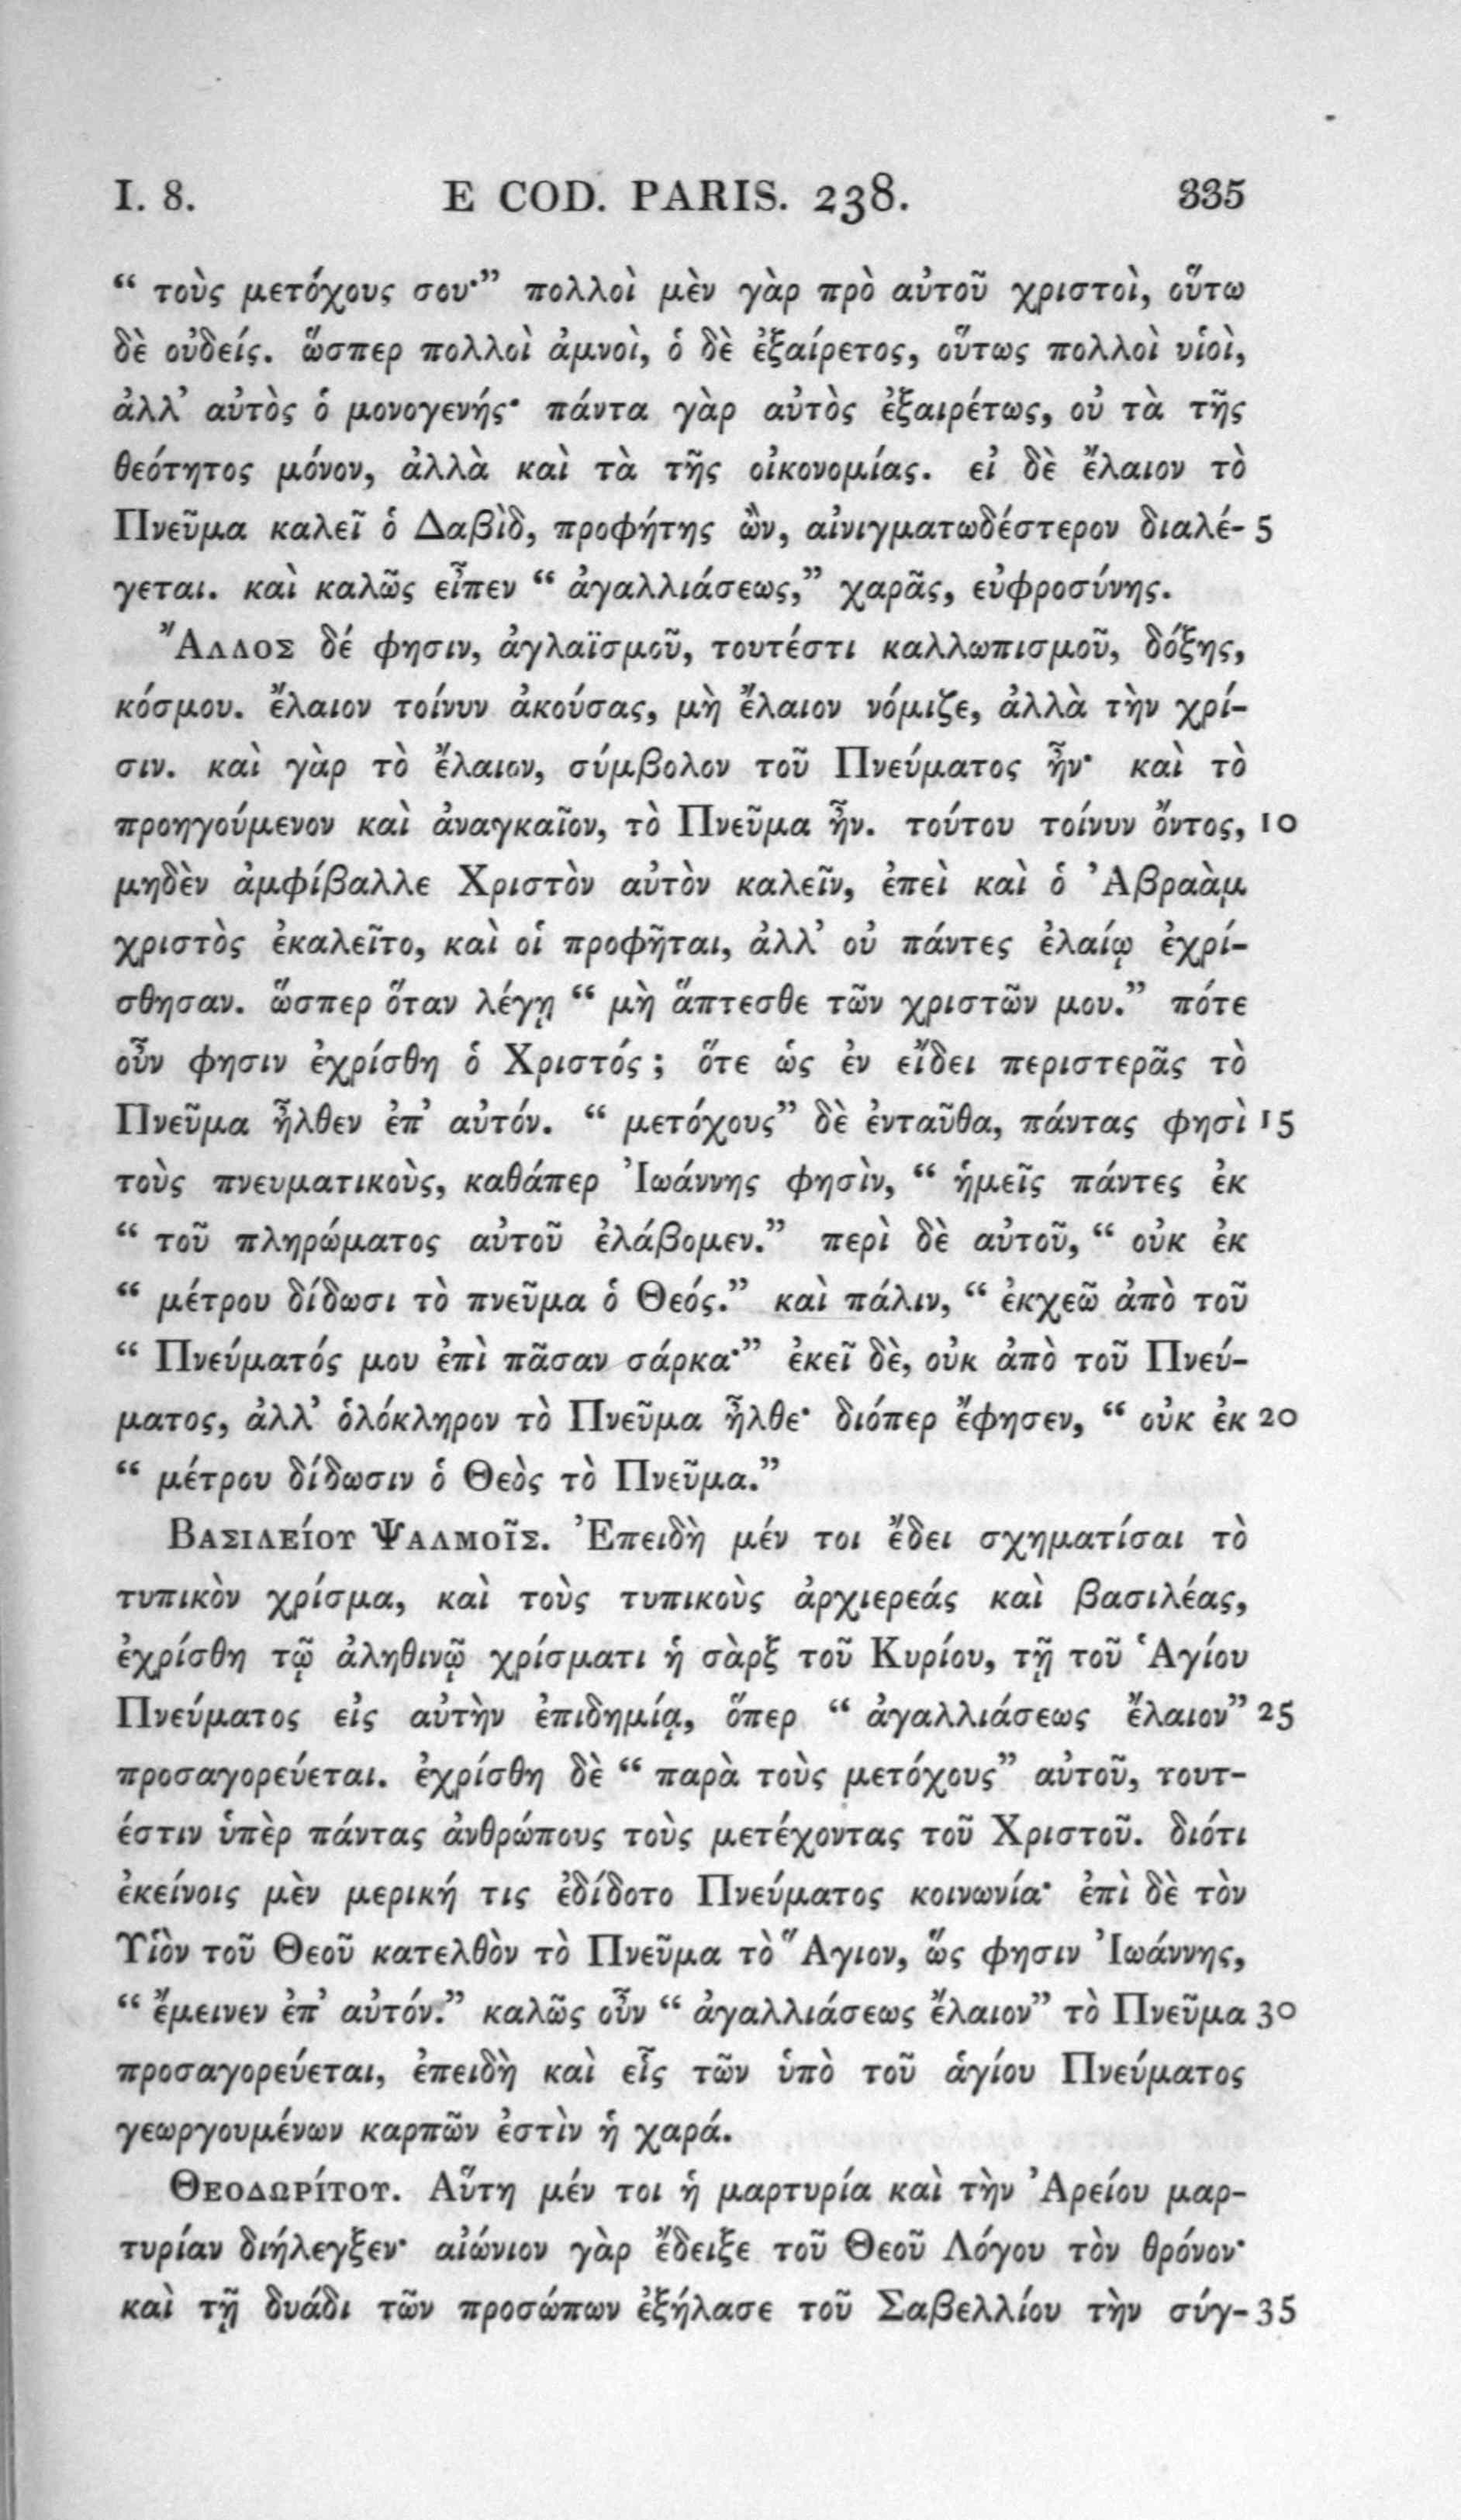 I. 8. E COD. PARIS. 238. 335
“ τοὺς μετόχους σου·” πολλοὶ μὲν γὰρ πρὸ αὐτοῦ χριστοὶ, οὕτω
δὲ οὐδείς. ὥσπερ πολλοὶ ἀμνοὶ, ὁ δὲ ἐξαίρετος, οὕτως πολλοὶ υἱοὶ,
ἀλλ’ αὐτὸς ὁ μονογενής· πάντα γὰρ αὐτὸς ἐξαιρέτως, οὐ τὰ τῆς
θεότητος μόνον, ἀλλὰ καὶ τὰ τῆς οἰκονομίας. εἰ δὲ ἔλαιον τὸ
Πνεῦμα καλεῖ ὁ Δαβὶδ, προφήτης ὢν, αἰνιγματωδέστερον διαλέ- 5
γεται. καὶ καλῶς εἶπεν “ ἀγαλλιάσεως,” χαρᾶς, εὐφροσύνης.
Ἄλλος δέ φησιν, ἀγλαϊσμοῦ, τουτέστι καλλωπισμοῦ, δόξης,
κόσμου. ἔλαιον τοίνυν ἀκούσας, μὴ ἔλαιον νόμιζε, ἀλλὰ τὴν χρί-
σιν. καὶ γὰρ τὸ ἔλαιον, σύμβολον τοῦ Πνεύματος ἦν· καὶ τὸ
προηγούμενον καὶ ἀναγκαῖον, τὸ Πνεῦμα ἦν. τούτου τοίνυν ὄντος, 10
μηδὲν ἀμφίβαλλε Χριστὸν αὐτὸν καλεῖν, ἐπεὶ καὶ ὁ Ἀβραὰμ
χριστὸς ἐκαλεῖτο, καὶ οἱ προφῆται, ἀλλ’ οὐ πάντες ἐλαίῳ ἐχρί-
σθησαν. ὥσπερ ὅταν λέγῃ “ μὴ ἅπτεσθε τῶν χριστῶν μου.” πότε
οὖν φησιν ἐχρίσθη ὁ Χριστός ; ὅτε ὡς ἐν εἴδει περιστερᾶς τὸ
Πνεῦμα ἦλθεν ἐπ’ αὐτόν. “ μετόχους” δὲ ἐνταῦθα, πάντας φησὶ 15
τοὺς πνευματικοὺς, καθάπερ Ἰωάννης φησὶν, “ ἡμεῖς πάντες ἐκ
“ τοῦ πληρώματος αὐτοῦ ἐλάβομεν.” περὶ δὲ αὐτοῦ, “ οὐκ ἐκ
“ μέτρου δίδωσι τὸ πνεῦμα ὁ Θεός.” καὶ πάλιν, “ ἐκχεῶ ἀπὸ τοῦ
“ Πνεύματός μου ἐπὶ πᾶσαν σάρκα·” ἐκεῖ δὲ, οὐκ ἀπὸ τοῦ Πνεύ-
ματος, ἀλλ’ ὁλόκληρον τὸ Πνεῦμα ἦλθε· διόπερ ἔφησεν, “ οὐκ ἐκ 20
“ μέτρου δίδωσιν ὁ Θεὸς τὸ Πνεῦμα.”
Βασιλείου Ψαλμοῖς. Ἐπειδὴ μέν τοι ἔδει σχηματίσαι τὸ
τυπικὸν χρίσμα, καὶ τοὺς τυπικοὺς ἀρχιερεάς καὶ βασιλέας,
ἐχρίσθη τῷ ἀληθινῷ χρίσματι ἡ σὰρξ τοῦ Κυρίου, τῇ τοῦ Ἁγίου
Πνεύματος εἰς αὐτὴν ἐπιδημίᾳ, ὅπερ “ ἀγαλλιάσεως ἔλαιον” 25
προσαγορεύεται. ἐχρίσθη δὲ “ παρὰ τοὺς μετόχους” αὐτοῦ, τουτ-
έστιν ὑπὲρ πάντας ἀνθρώπους τοὺς μετέχοντας τοῦ Χριστοῦ. διότι
ἐκείνοις μὲν μερική τις ἐδίδοτο Πνεύματος κοινωνία· ἐπὶ δὲ τὸν
Υἱὸν τοῦ Θεοῦ κατελθὸν τὸ Πνεῦμα τὸ Ἅγιον, ὥς φησιν Ἰωάννης,
“ ἔμεινεν ἐπ’ αὐτόν.” καλῶς οὖν “ ἀγαλλιάσεως ἔλαιον” τὸ Πνεῦμα 30
προσαγορεύεται, ἐπειδὴ καὶ εἷς τῶν ὑπὸ τοῦ ἁγίου Πνεύματος
γεωργουμένων καρπῶν ἐστὶν ἡ χαρά.
Θεοδωρίτου. Αὕτη μέν τοι ἡ μαρτυρία καὶ τὴν Ἀρείου μαρ-
τυρίαν διήλεγξεν· αἰώνιον γὰρ ἔδειξε τοῦ Θεοῦ Λόγου τὸν θρόνον·
καὶ τῇ δυάδι τῶν προσώπων ἐξήλασε τοῦ Σαβελλίου τὴν σύγ- 35